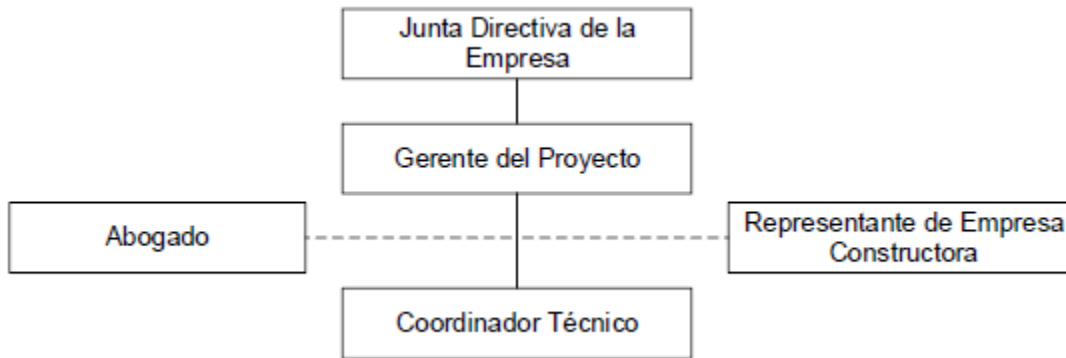 Junta Directiva de la
Empresa
Gerente del Proyecto
Abogado
Representante de Empresa
Constructora
Coordinador Técnico